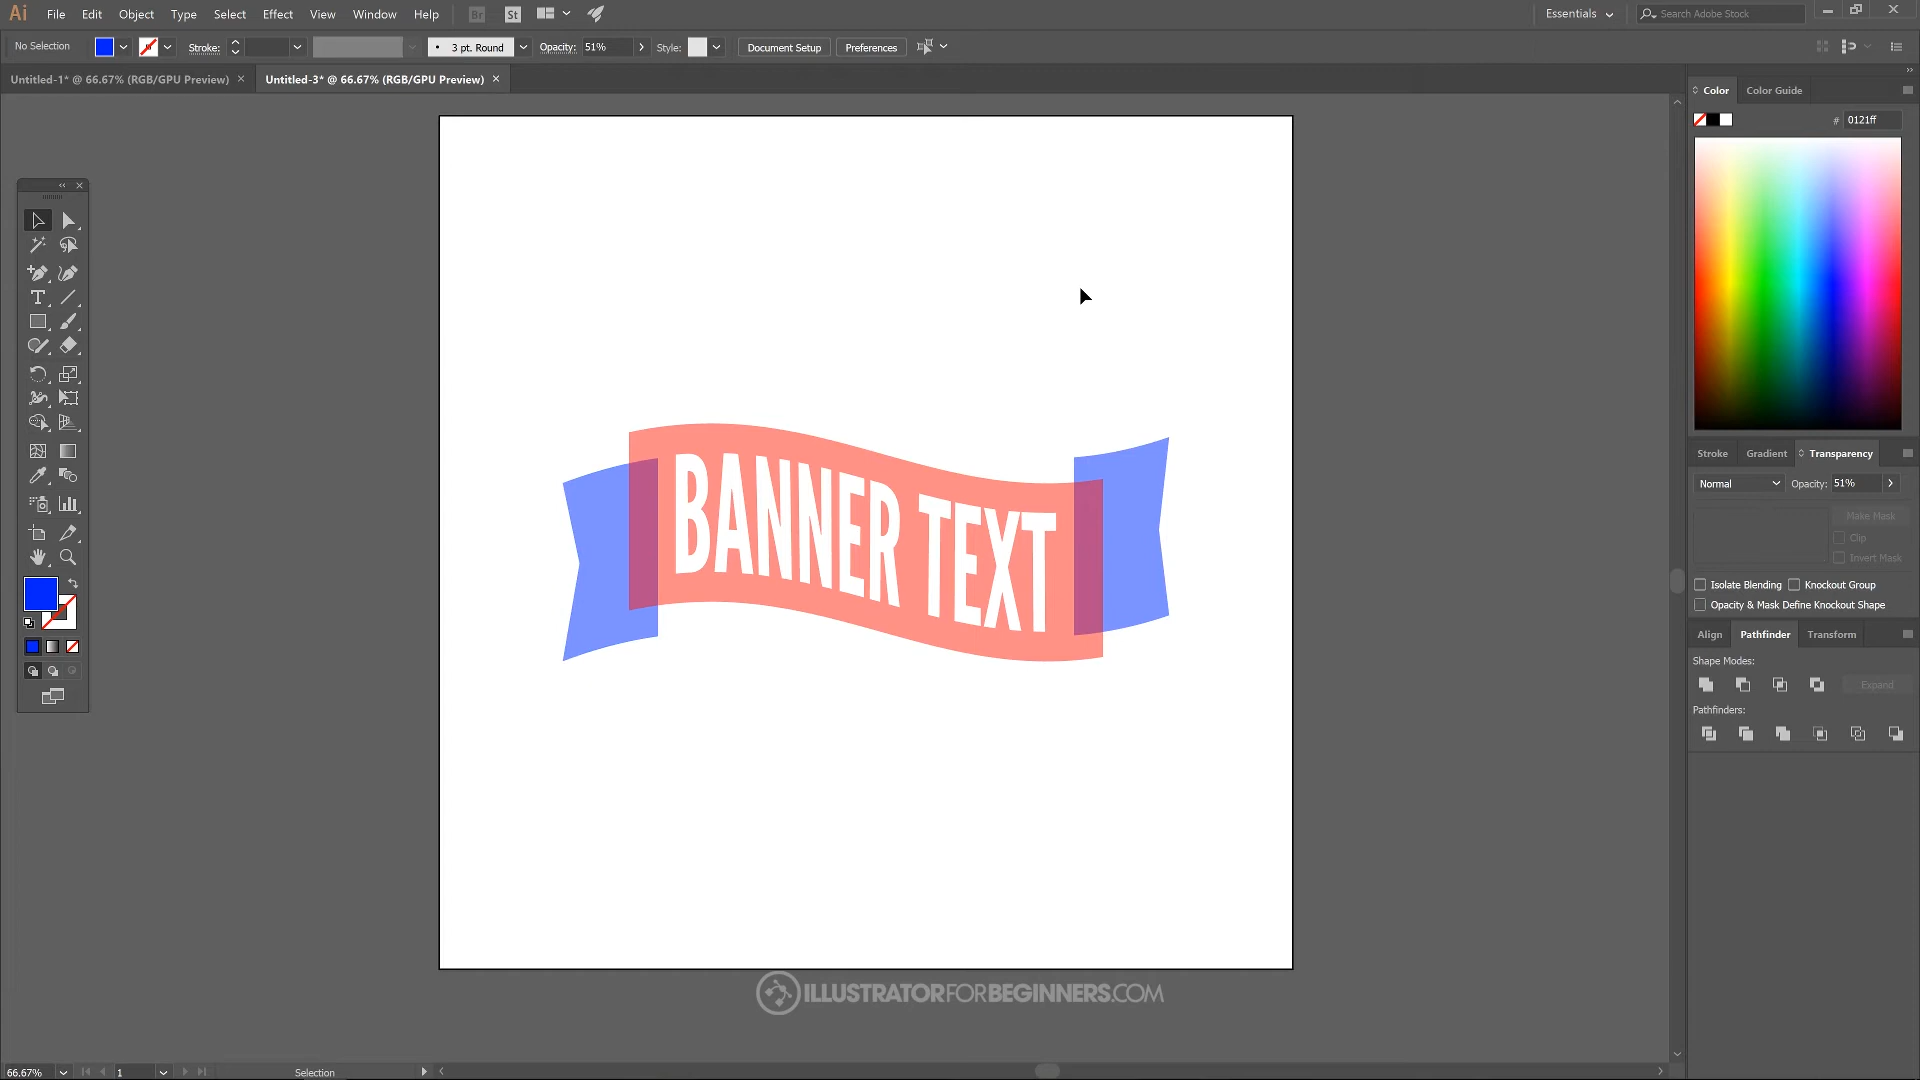 Ai File Edit Object Type Select Effect View Window Help Br St Essentials Search Adobe Stock
No Selection Stroke: 3 pt. Round Opacity: 51% Style: Document Setup Preferences
Untitled-1* @ 66.67% (RGB/GPU Preview) Untitled-3* @ 66.67% (RGB/GPU Preview)
Color Color Guide
# 0121ff
Stroke Gradient Transparency
Normal Opacity: 51%
Make Mask
Clip
Invert Mask
Isolate Blending Knockout Group
Opacity & Mask Define Knockout Shape
Align Pathfinder Transform
Shape Modes:
Expand
Pathfinders:
BANNER TEXT
ILLUSTRATORFORBEGINNERS.COM
66.67% 1 Selection